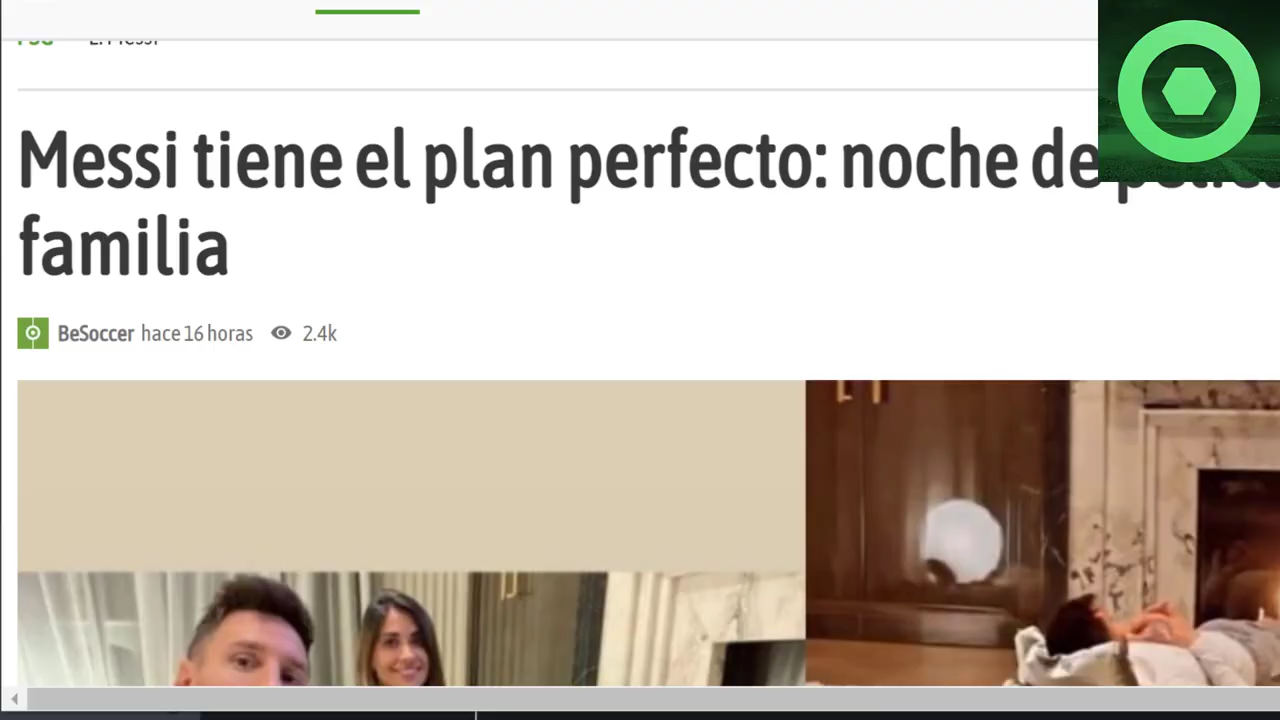 Messi tiene el plan perfecto: noche de
familia
BeSoccer hace 16 horas 2.4k